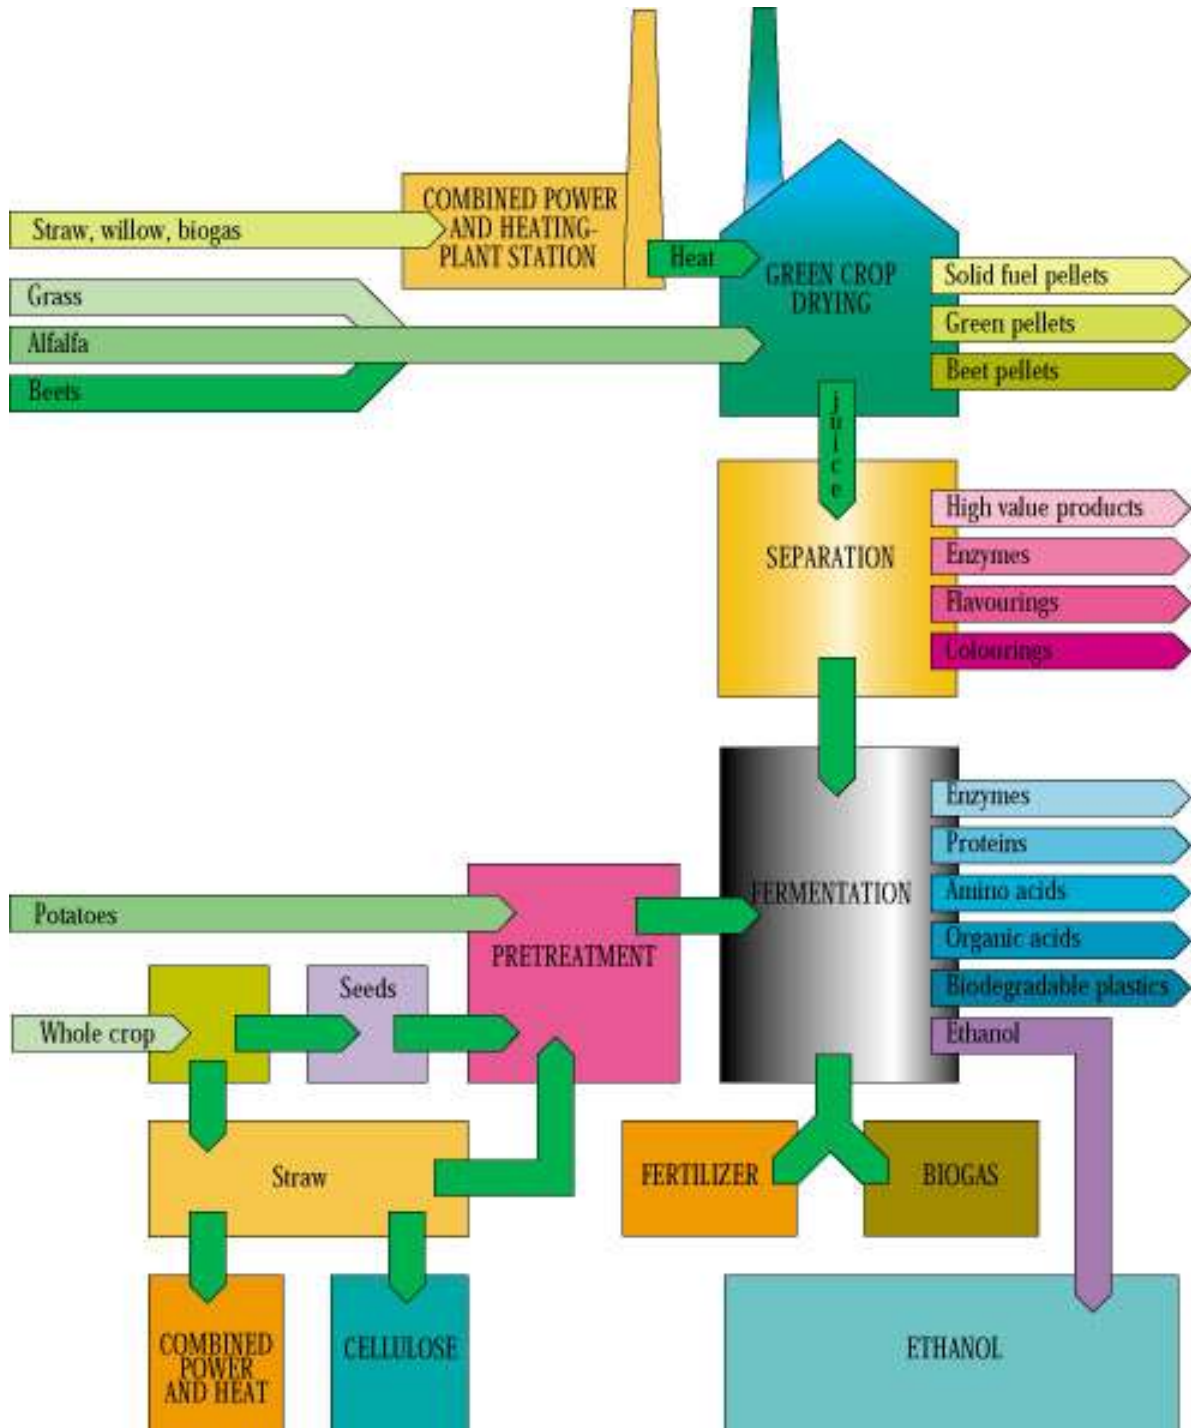 COMBINED POWER
AND HEATING-
PLANT STATION
Straw, willow, biogas
Heat
GREEN CROP
DRYING
Solid fuel pellets
Grass
Green pellets
Alfalfa
Beet pellets
Beets
juice
High value products
SEPARATION
Enzymes
Flavourings
Colourings
Enzymes
Proteins
FERMENTATION
Amino acids
Potatoes
Organic acids
PRETREATMENT
Biodegradable plastics
Seeds
Whole crop
Ethanol
Straw
FERTILIZER
BIOGAS
COMBINED
POWER
AND HEAT
CELLULOSE
ETHANOL